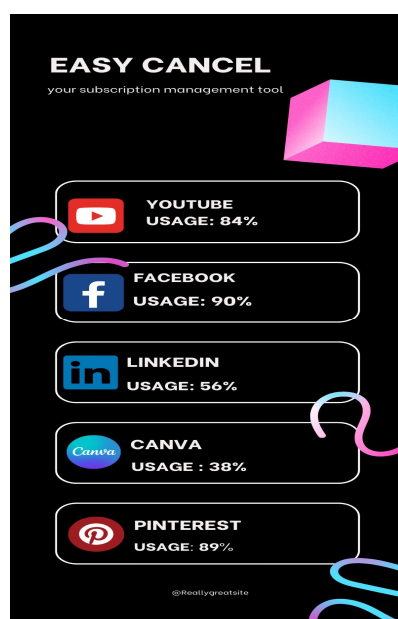 EASY CANCEL
your subscription management tool
YOUTUBE
USAGE: 84%
FACEBOOK
USAGE: 90%
in
LINKEDIN
USAGE: 56%
Canva
CANVA
USAGE : 38%
PINTEREST
USAGE: 89%
@Reallygreatsite